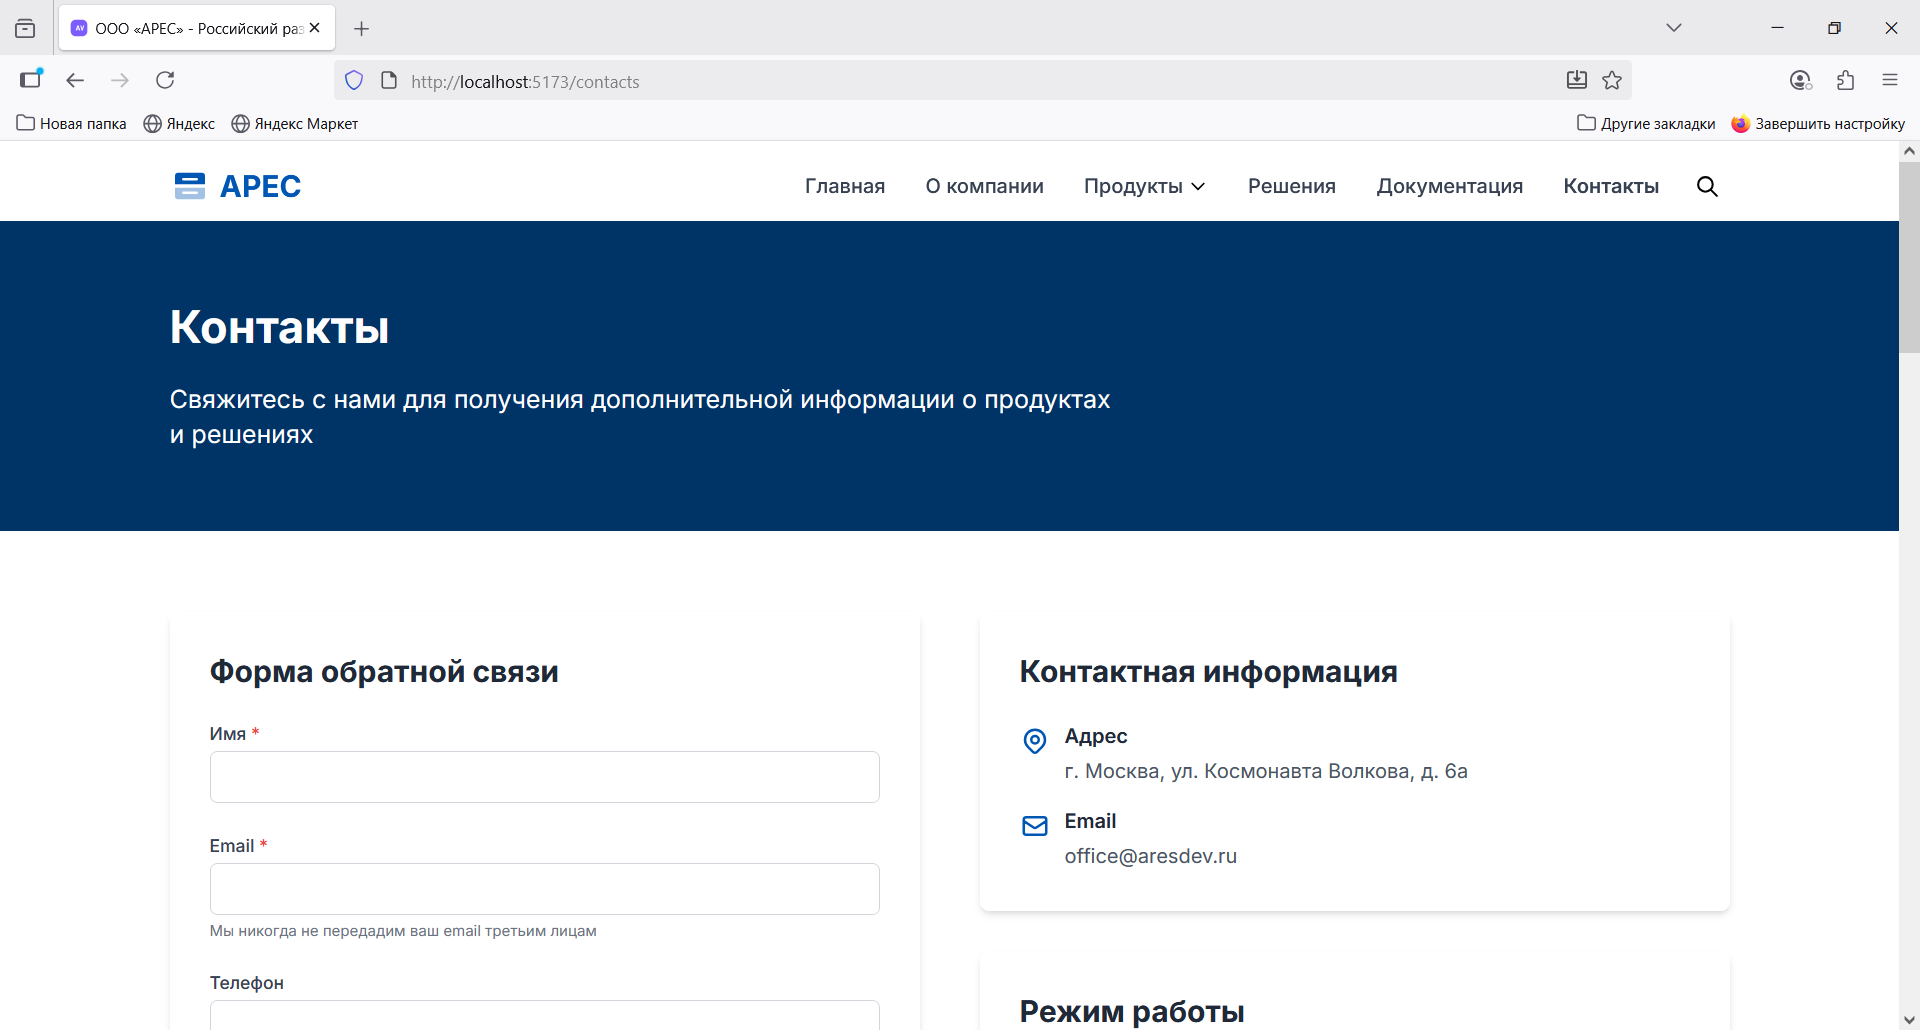 ООО «АРЕС» - Российский раз
http://localhost:5173/contacts
Новая папка
Яндекс
Яндекс Маркет
Другие закладки
Завершить настройку
АРЕС
Главная
О компании
Продукты
Решения
Документация
Контакты
Контакты
Свяжитесь с нами для получения дополнительной информации о продуктах
и решениях
Форма обратной связи
Имя *
Email *
Мы никогда не передадим ваш email третьим лицам
Телефон
Контактная информация
Адрес
г. Москва, ул. Космонавта Волкова, д. 6а
Email
office@aresdev.ru
Режим работы